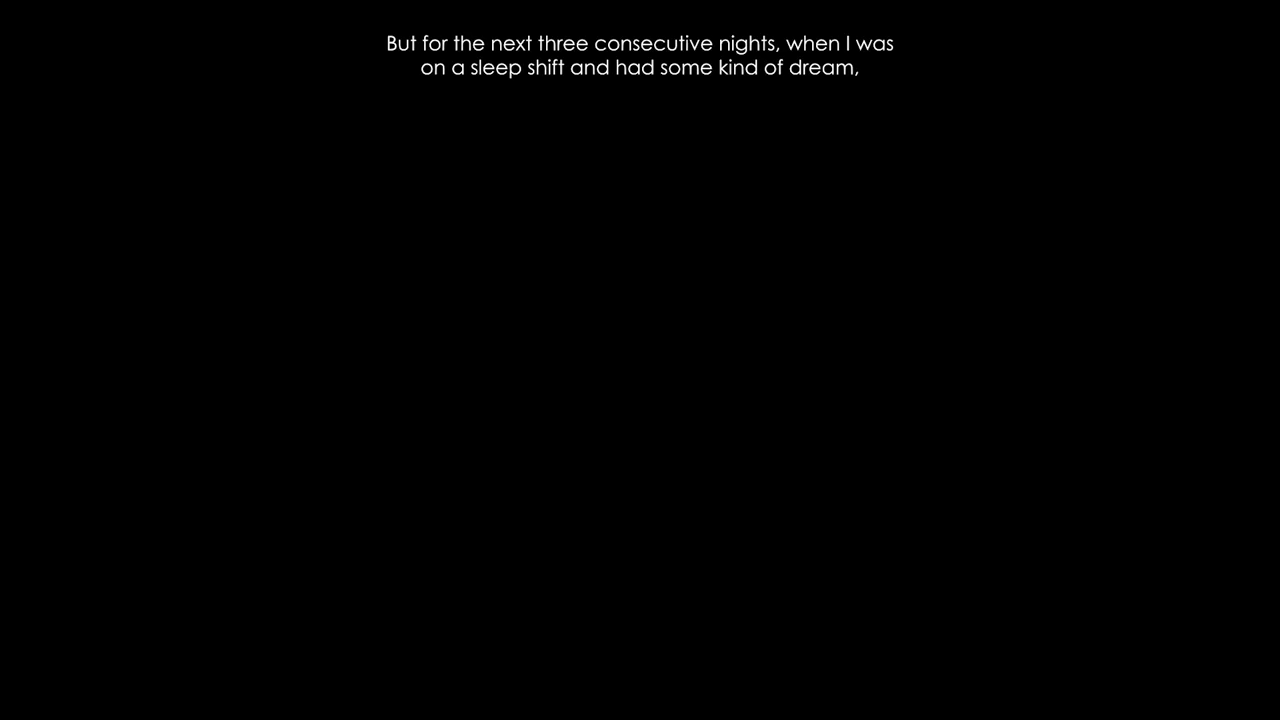 But for the next three consecutive nights, when I was
on a sleep shift and had some kind of dream,